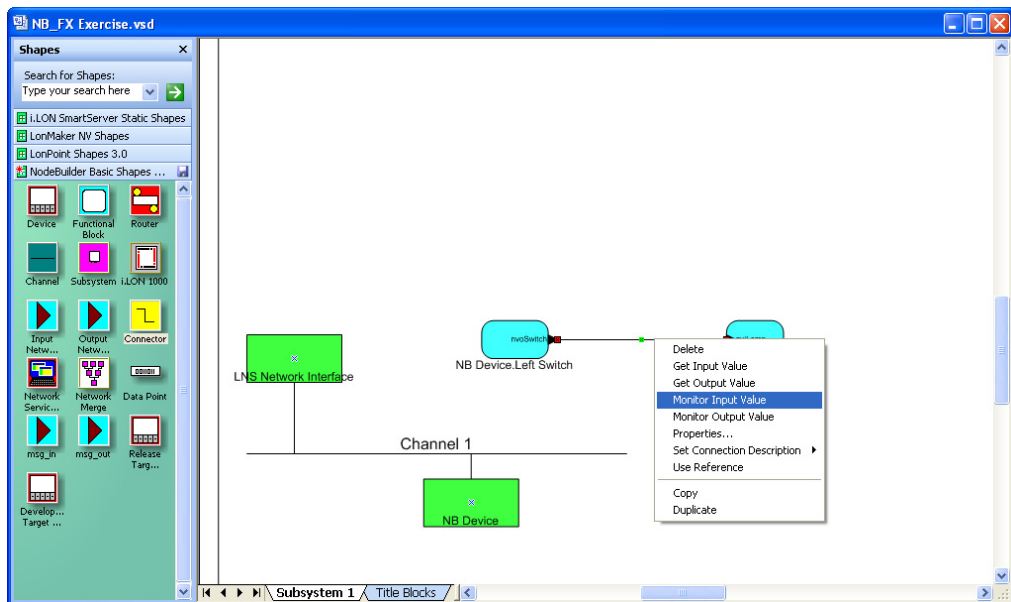 NB_FX Exercise.vsd
Shapes
Search for Shapes:
Type your search here
i.LON SmartServer Static Shapes
LonMaker NV Shapes
LonPoint Shapes 3.0
NodeBuilder Basic Shapes ...
Device Functional Router
Block
Channel Subsystem i.LON 1000
Input Output Connector
Netw... Netw...
Network Network Data Point
Servic... Merge
msg_in msg_out Release
Targ...
Develop...
Target ...
nvoSwitch
NB Device.Left Switch
LNS Network Interface
Channel 1
NB Device
Delete
Get Input Value
Get Output Value
Monitor Input Value
Monitor Output Value
Properties...
Set Connection Description
Use Reference
Copy
Duplicate
Subsystem 1 Title Blocks